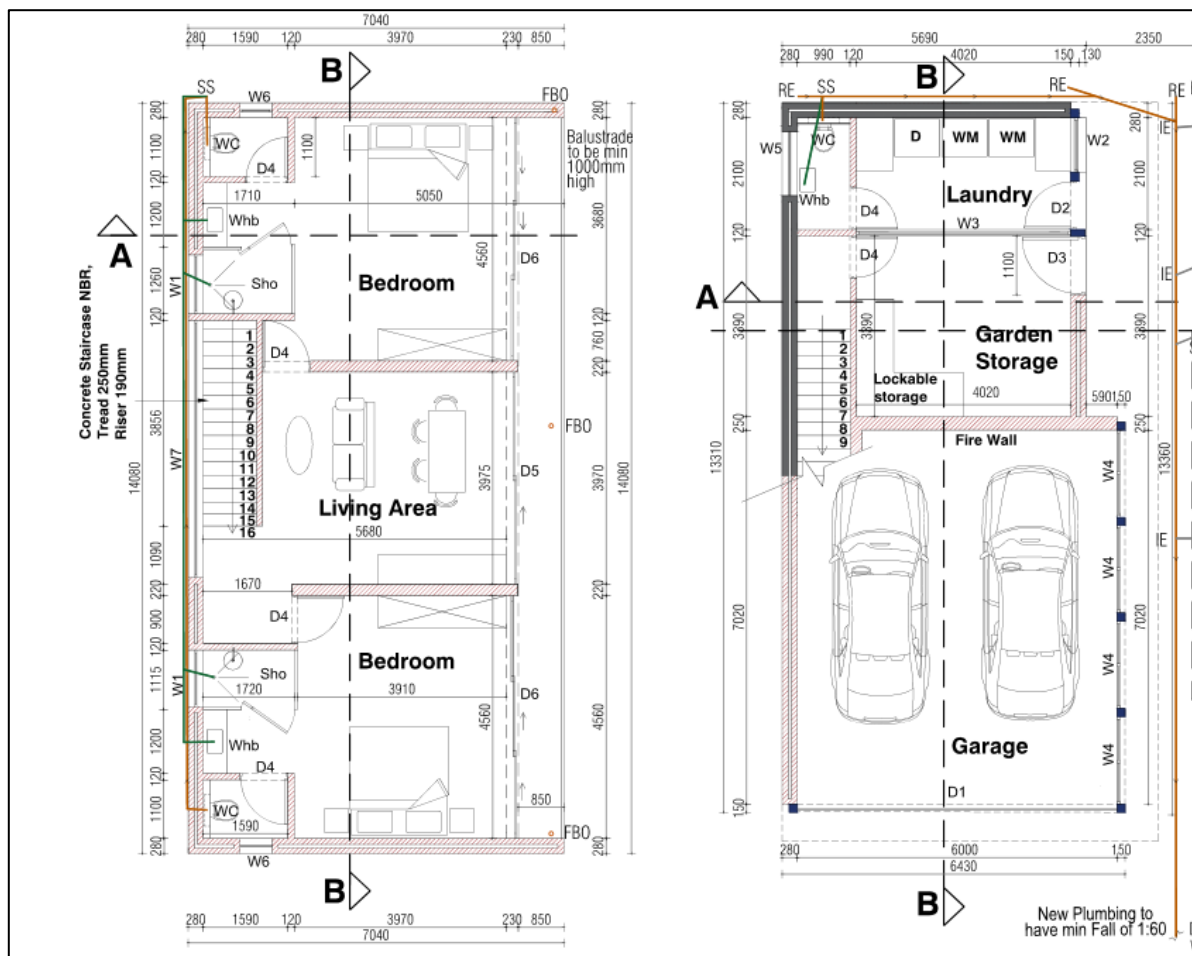 7040
280 1590 120 3970 230 850
B
SS
W6
FBO
280
1100
120
1200
1260
120
3856
14080
1090
220
900
120
1115
1200
120
1100
280
WC
D4
1100
1710
5050
Balustrade
to be min
1000mm
high
280
3680
120
760
220
3970
14080
220
4560
280
Whb
A
W1
Sho
4560
D6
Bedroom
Concrete Staircase NBR,
Tread 250mm
Riser 190mm
W7
1
2
3
4
5
6
7
8
9
10
11
12
13
14
15
16
D4
FBO
3975
D5
Living Area
5680
1670
D4
Bedroom
W1
Sho
1720
3910
D6
4560
Whb
D4
WC
1590
850
W6
FBO
B
280 1590 120 3970 230 850
7040
5690 2350
280 990 120 4020 150 130
B
RE SS RE RE
280
2100
120
3390
250
13310
7020
150
W5
WC
D WM WM
W2
IE
280
2100
120
3390
250
13360
7020
Whb
D4
Laundry
D2
W3
D4
D3
1100
IE
A
3890
1
2
3
4
5
6
7
8
9
Garden
Storage
Lockable
storage
4020
590 150
Fire Wall
W4
W4
W4
W4
IE
Garage
D1
280 6000 150
6430
B
New Plumbing to
have min Fall of 1:60